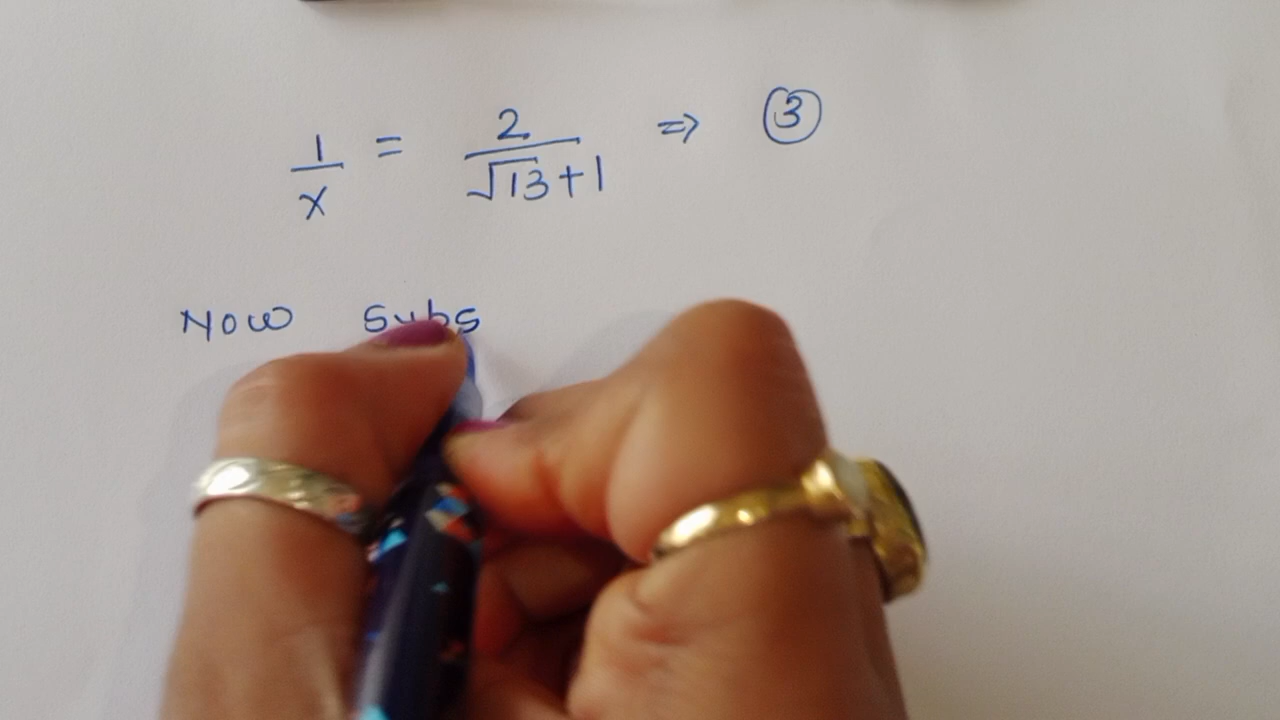 1/x = 2/(√13+1) ⇒ ③
Now subs